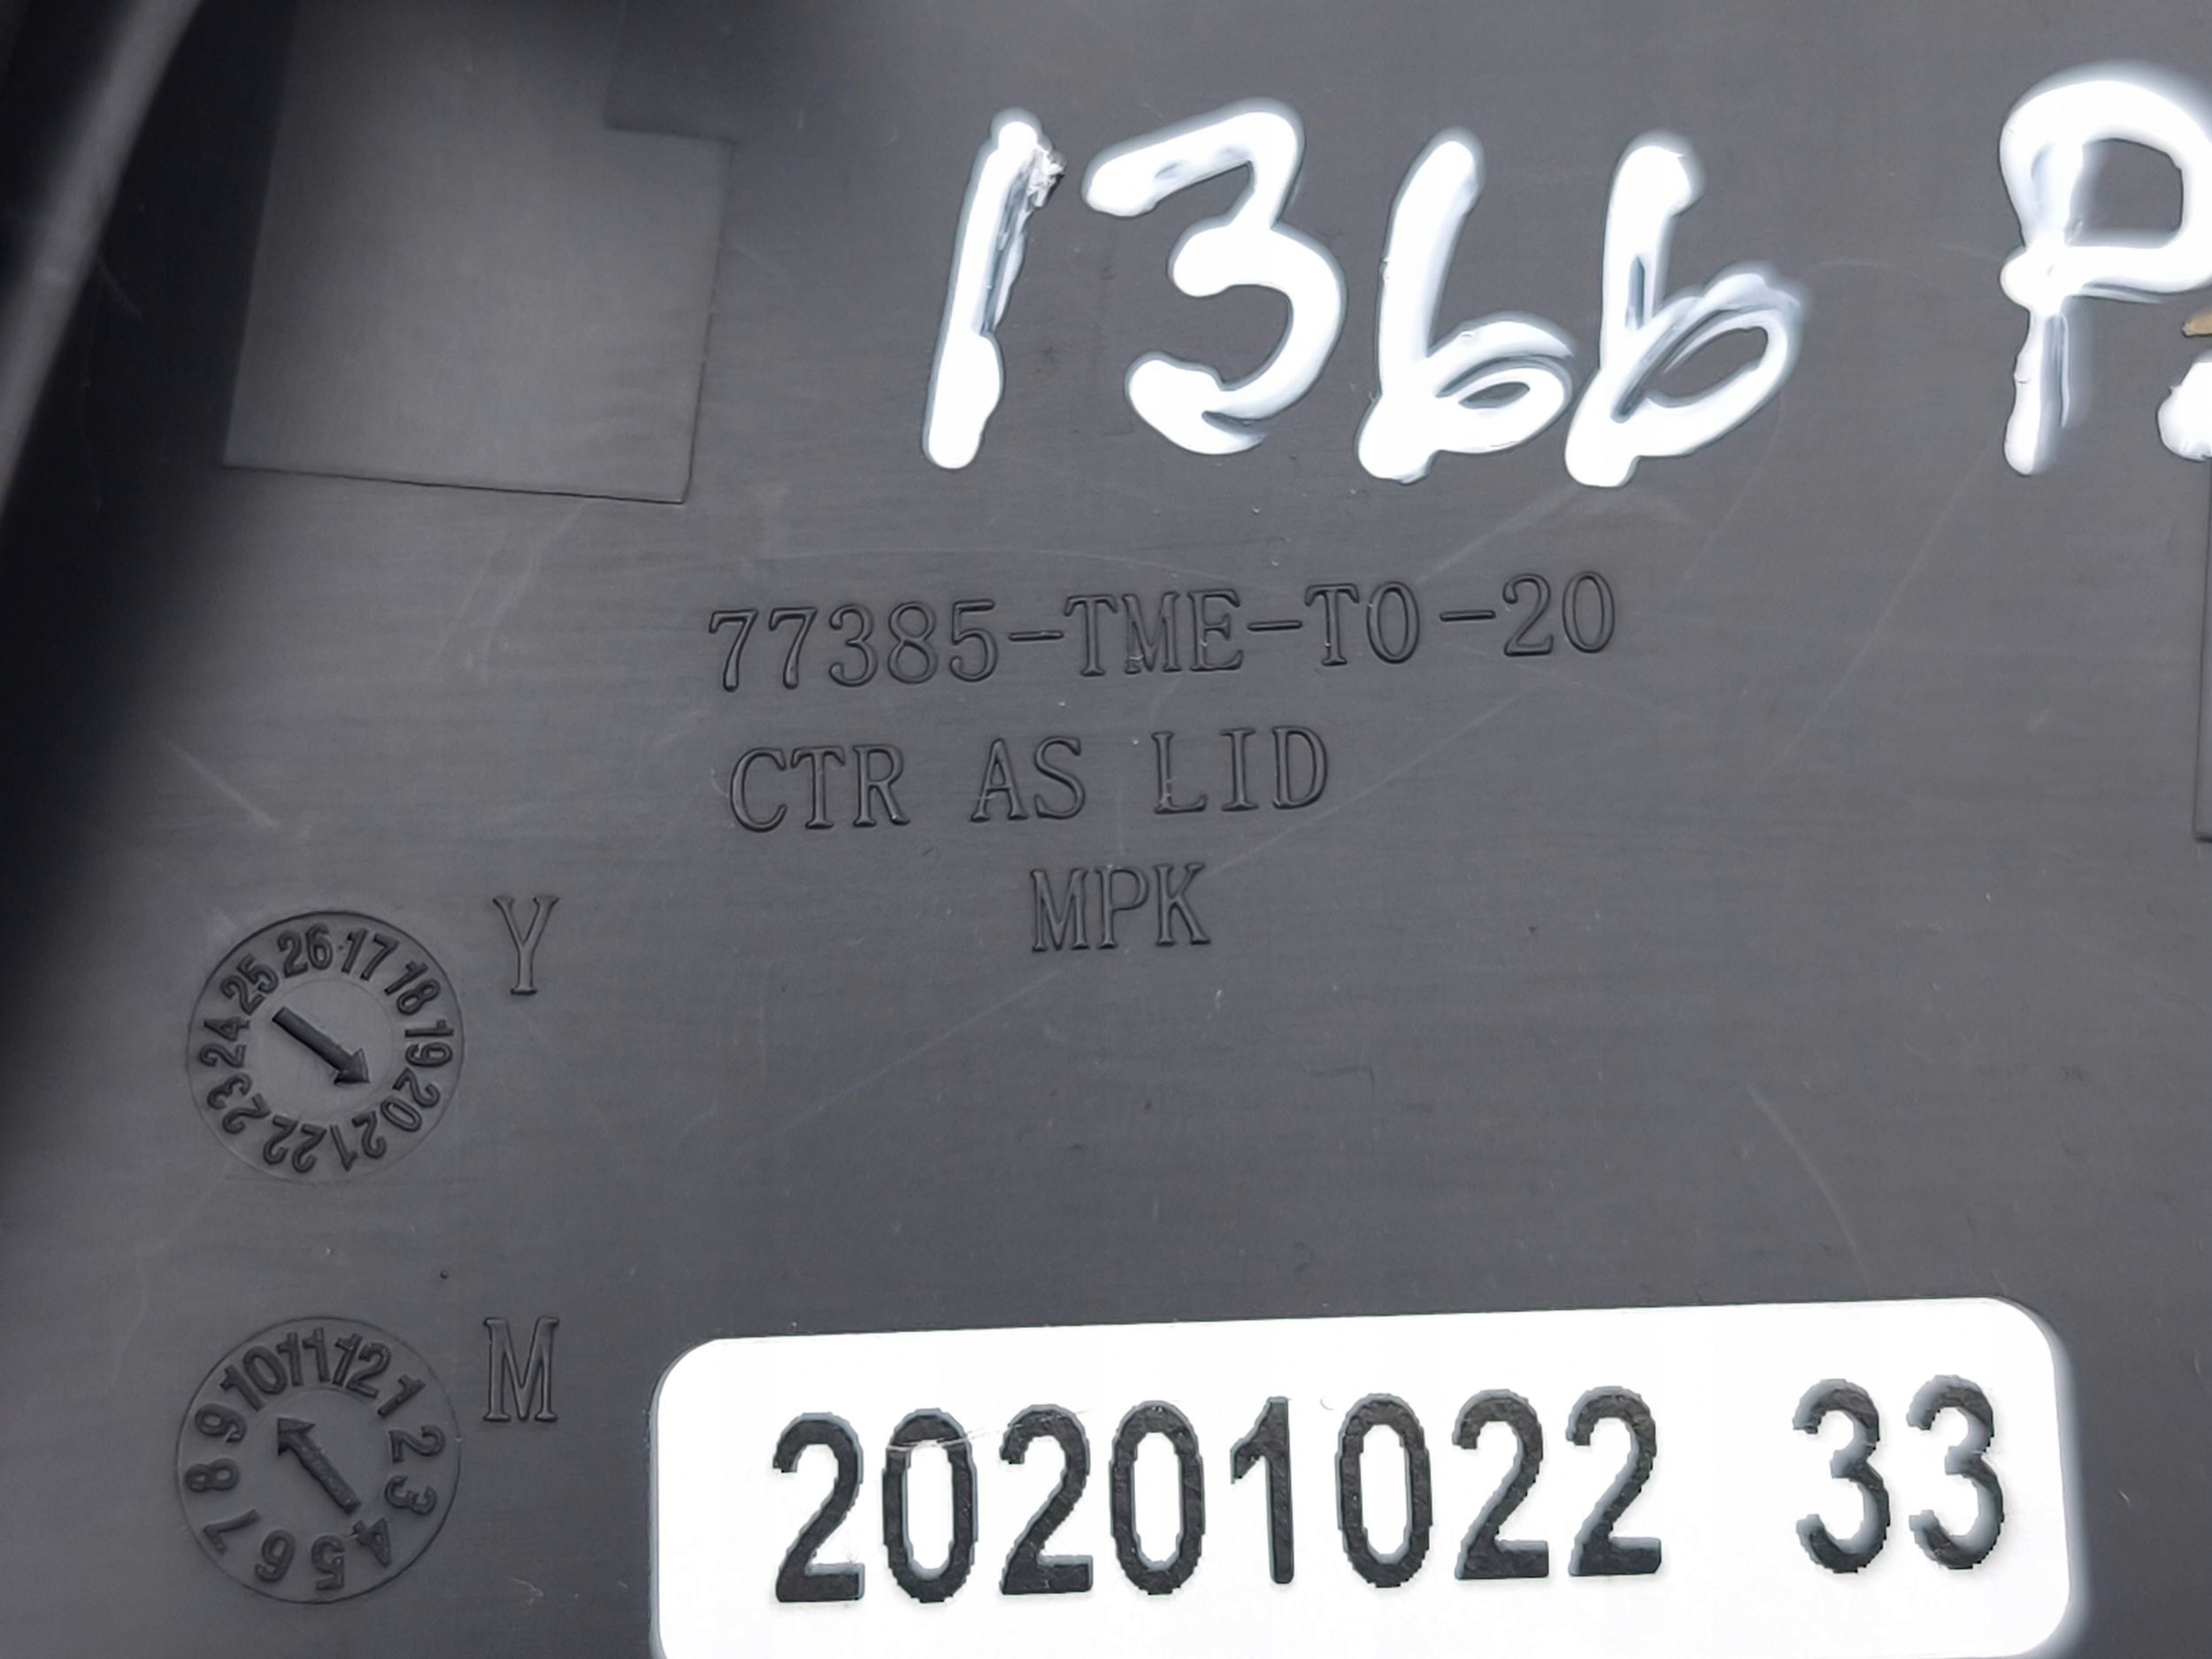 1366 P.
77385-TME-T0-20
CTR AS LID
MPK
Y
26 17 18 19 20 21 22 23 24 25
M
12 1 2 3 4 5 6 7 8 9 10 11
20201022 33